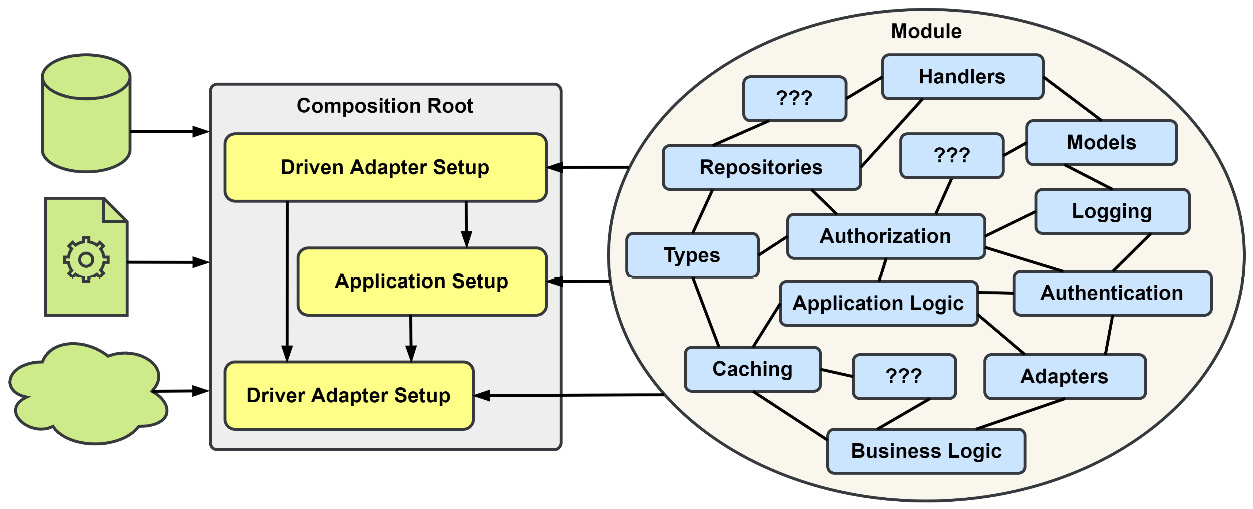 Module
Handlers
???
Composition Root
Models
???
Driven Adapter Setup
Repositories
Logging
Authorization
Types
Application Setup
Authentication
Application Logic
Caching
???
Adapters
Driver Adapter Setup
Business Logic